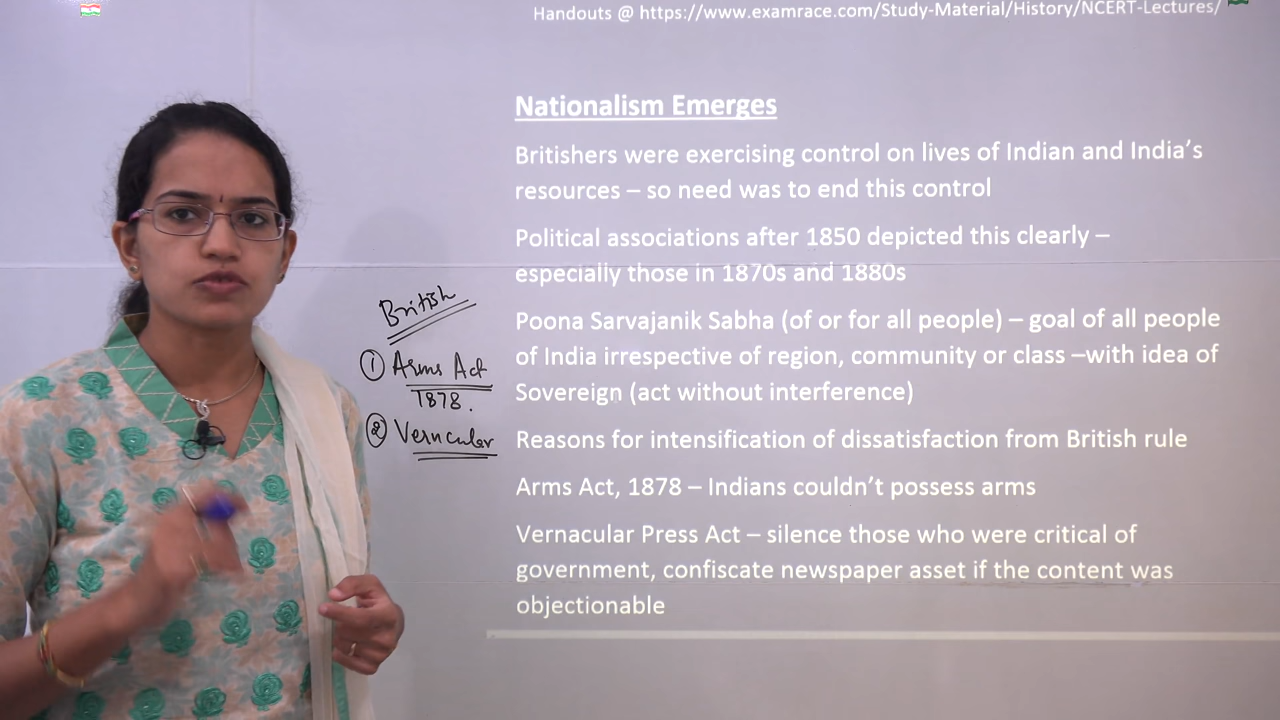 Handouts @ https://www.examrace.com/Study-Material/History/NCERT-Lectures/
Nationalism Emerges
Britishers were exercising control on lives of Indian and India's
resources – so need was to end this control
Political associations after 1850 depicted this clearly –
especially those in 1870s and 1880s
Poona Sarvajanik Sabha (of or for all people) – goal of all people
of India irrespective of region, community or class –with idea of
Sovereign (act without interference)
Reasons for intensification of dissatisfaction from British rule
Arms Act, 1878 – Indians couldn't possess arms
Vernacular Press Act – silence those who were critical of
government, confiscate newspaper asset if the content was
objectionable
British
① Arms Act
1878.
② Vernculer